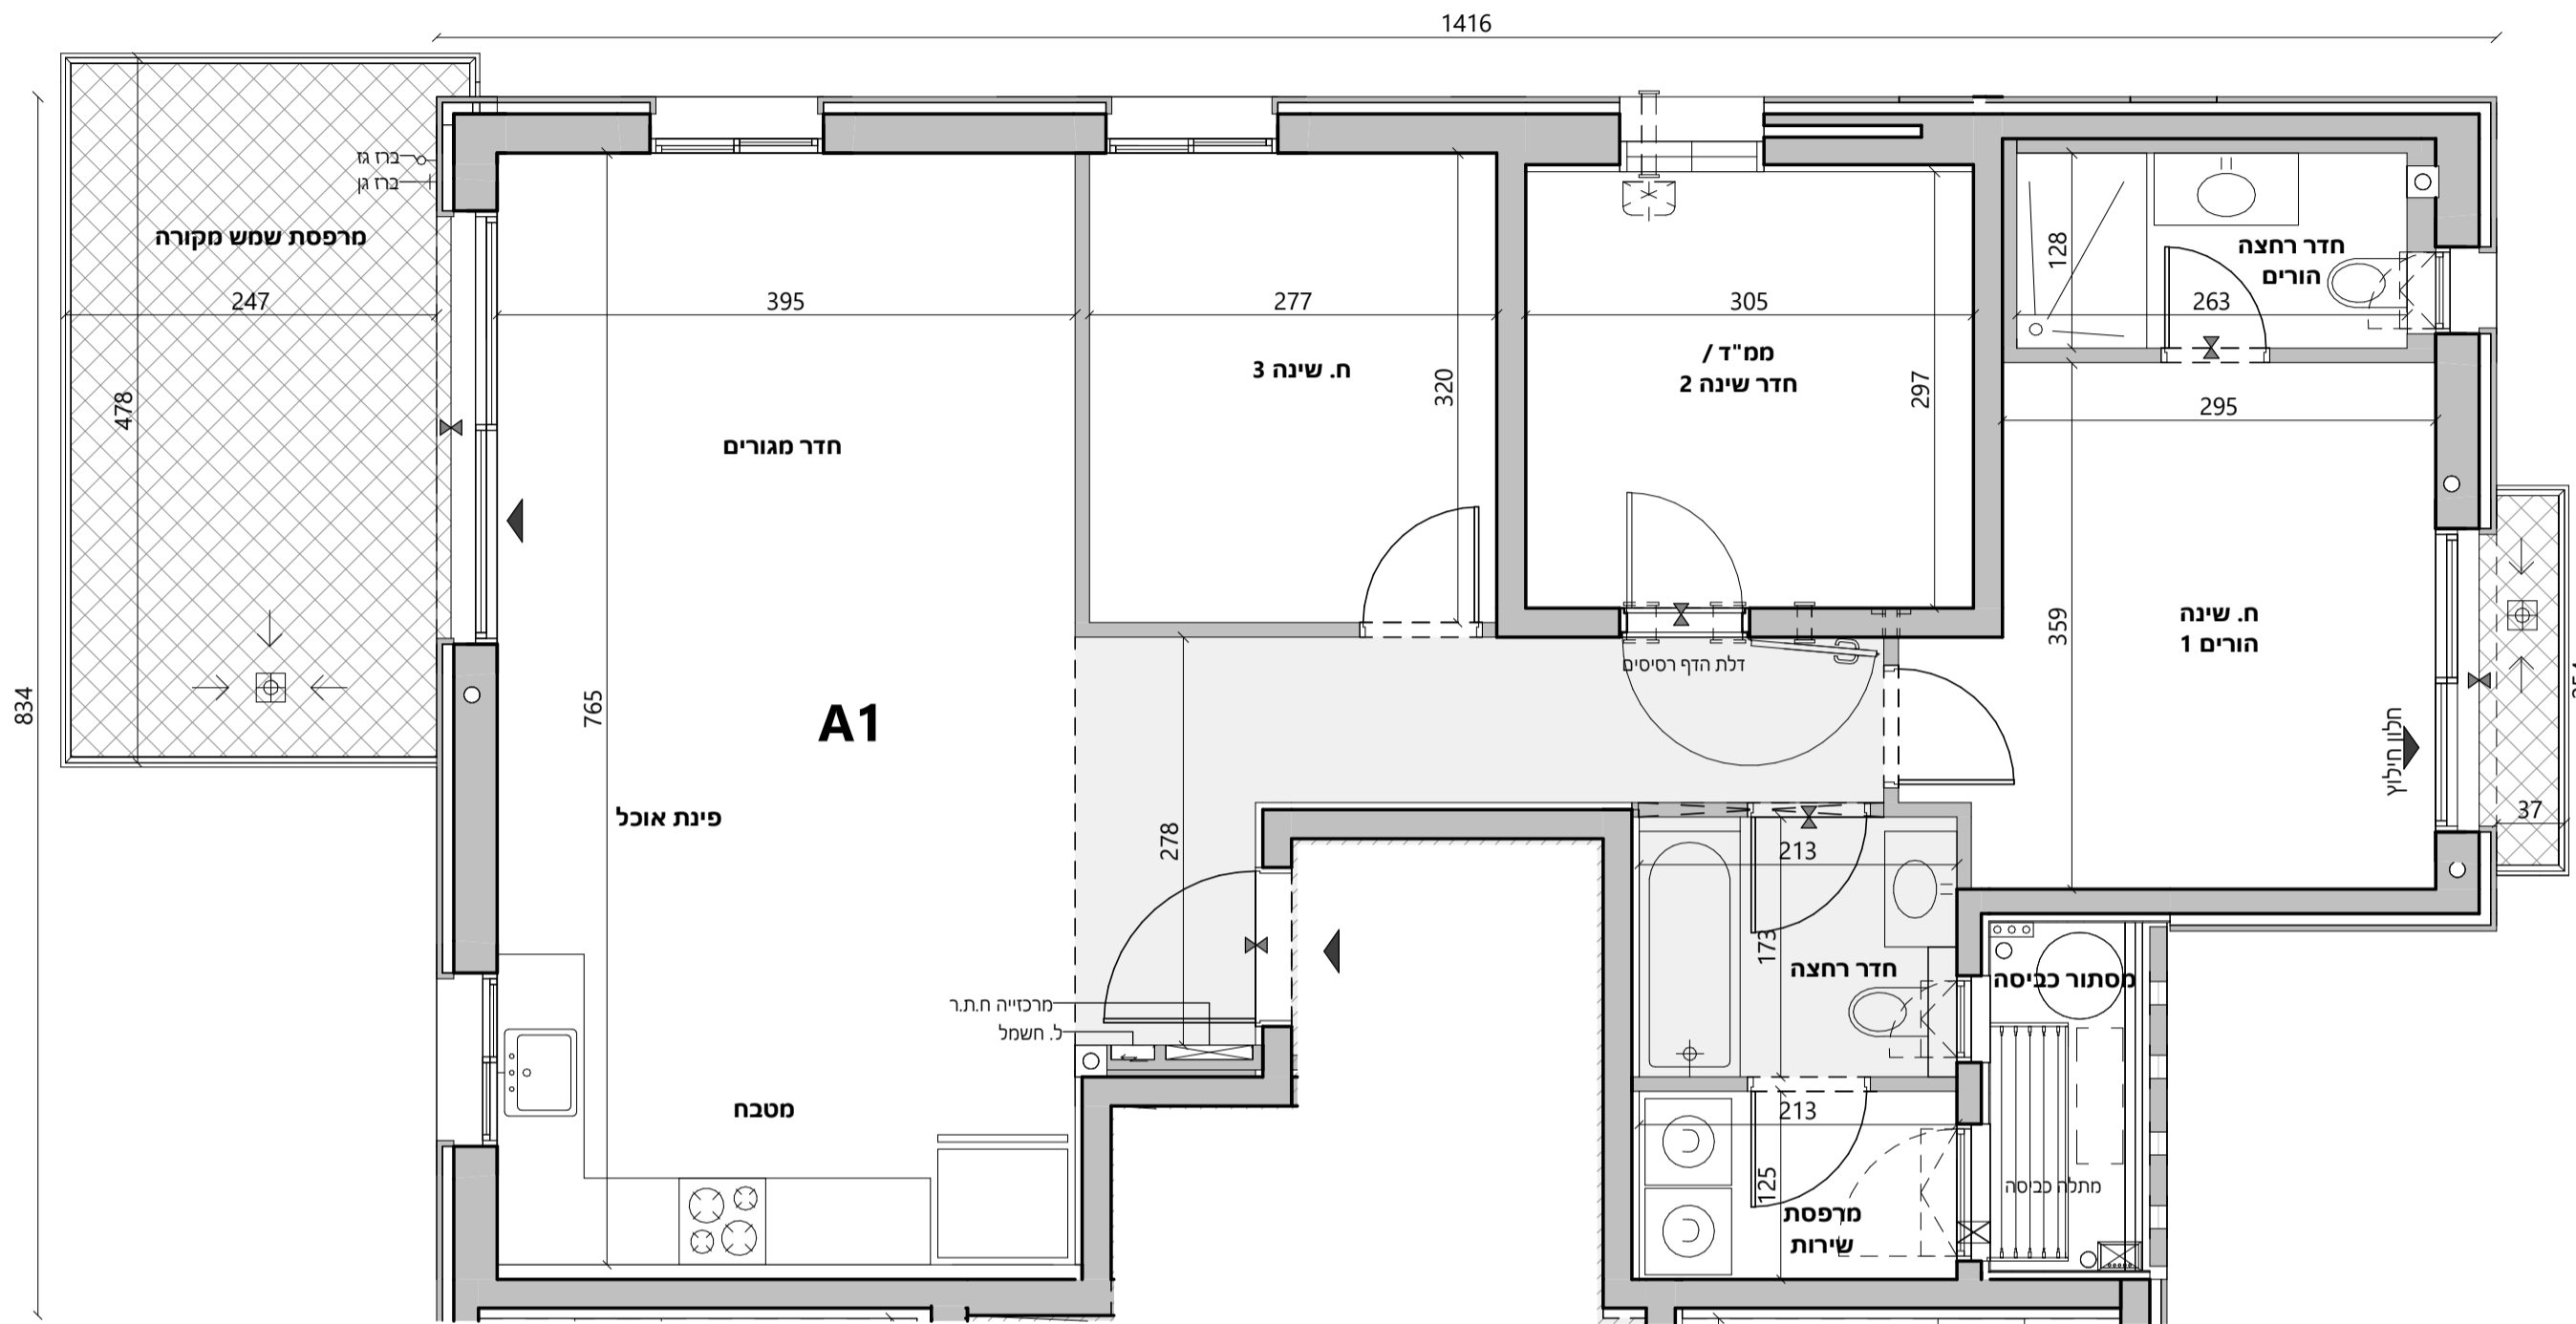 1416
ברז גז
ברז גן
מרפסת שמש מקורה
247
478
834
395
חדר מגורים
765
A1
פינת אוכל
מטבח
277
ח. שינה 3
320
305
ממ"ד /
חדר שינה 2
297
דלת הדף רסיסים
128
חדר רחצה
הורים
263
295
ח. שינה
הורים 1
359
חלון חילוץ
37
278
מרכזייה ח.ת.ר
ל. חשמל
213
173
חדר רחצה
213
125
מרפסת
שירות
מסתור כביסה
מתלה כביסה